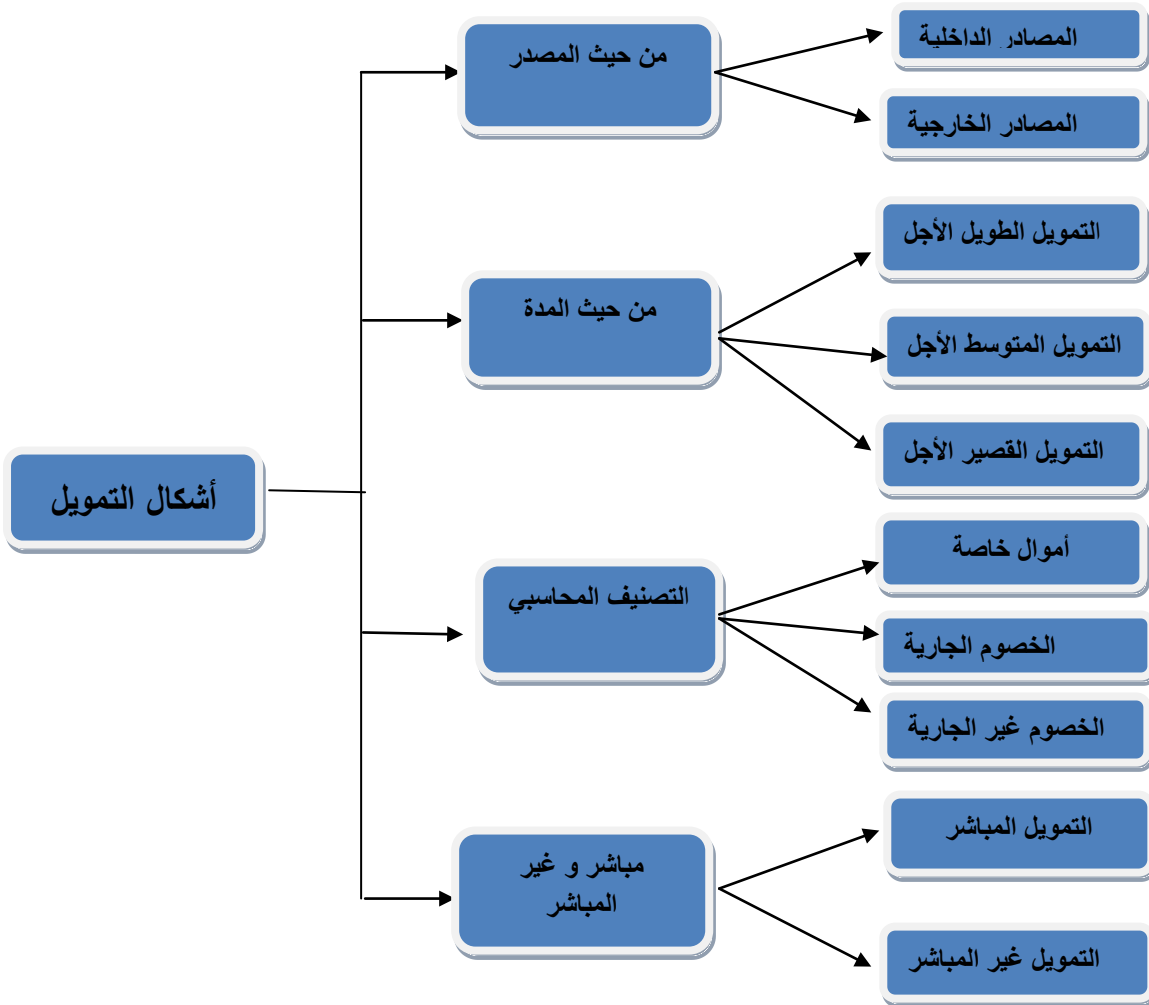 أشكال التمويل
من حيث المصدر
المصادر الداخلية
المصادر الخارجية
من حيث المدة
التمويل الطويل الأجل
التمويل المتوسط الأجل
التمويل القصير الأجل
التصنيف المحاسبي
أموال خاصة
الخصوم الجارية
الخصوم غير الجارية
مباشر و غير
المباشر
التمويل المباشر
التمويل غير المباشر